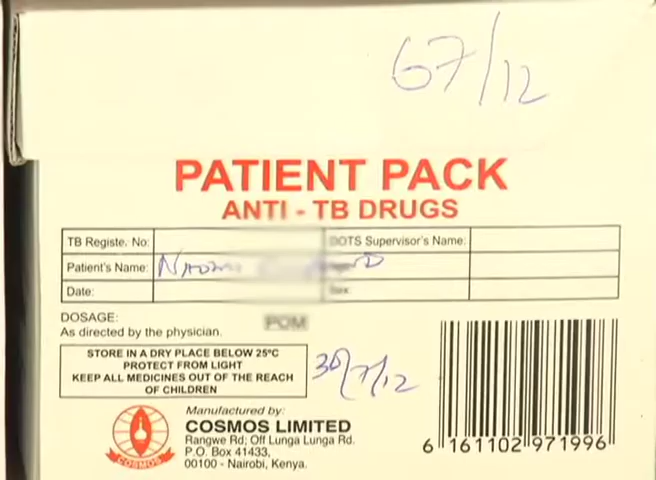 67/12
PATIENT PACK
ANTI - TB DRUGS
TB Registe. No: DOTS Supervisor's Name:
Patient's Name: Naomi
Date: Sex:
DOSAGE: POM
As directed by the physician.
STORE IN A DRY PLACE BELOW 25°C
PROTECT FROM LIGHT
KEEP ALL MEDICINES OUT OF THE REACH
OF CHILDREN
30/7/12
Manufactured by:
COSMOS LIMITED
Rangwe Rd; Off Lunga Lunga Rd.
P.O. Box 41433,
00100 - Nairobi, Kenya.
COSMOS
6 161102 971996